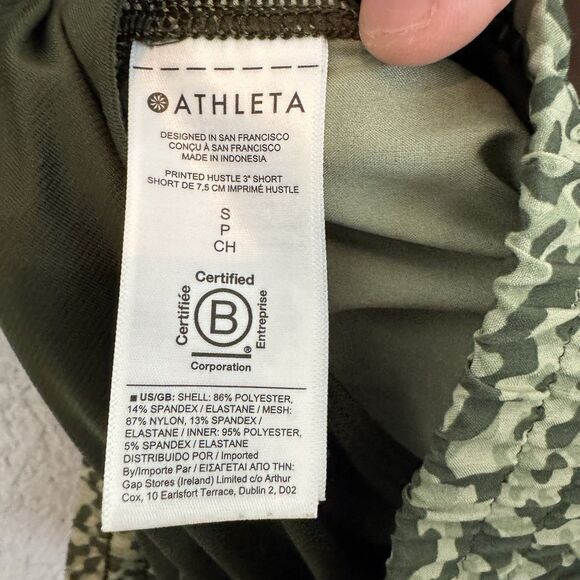 ATHLETA
DESIGNED IN SAN FRANCISCO
CONÇU À SAN FRANCISCO
MADE IN INDONESIA
PRINTED HUSTLE 3" SHORT
SHORT DE 7,5 CM IMPRIMÉ HUSTLE
S
P
CH
Certified
Certifiée
B
Entreprise
®
Corporation
■ US/GB: SHELL: 86% POLYESTER,
14% SPANDEX / ELASTANE / MESH:
87% NYLON, 13% SPANDEX /
ELASTANE / INNER: 95% POLYESTER,
5% SPANDEX / ELASTANE
DISTRIBUIDO POR / Imported
By/Importe Par / ΕΙΣΑΓΕΤΑΙ ΑΠΟ ΤΗΝ:
Gap Stores (Ireland) Limited c/o Arthur
Cox, 10 Earlsfort Terrace, Dublin 2, D02